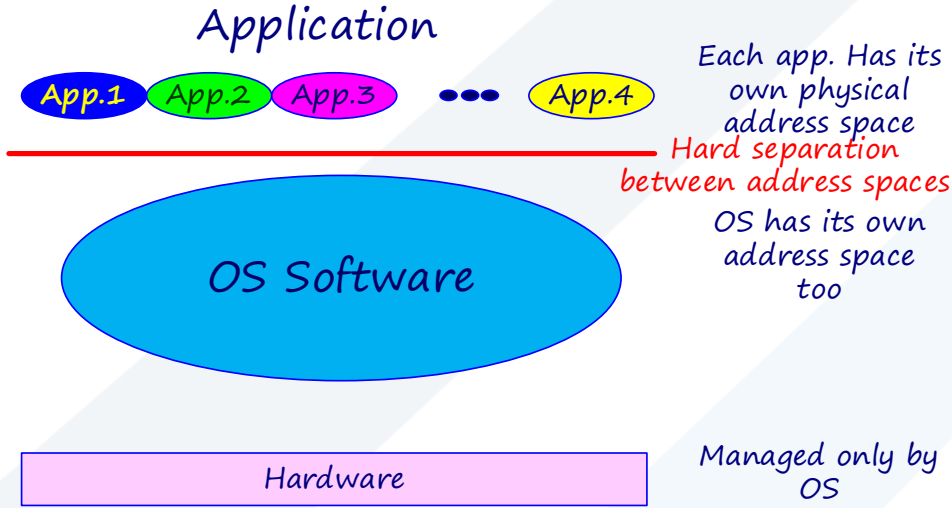 Application
App.1 App.2 App.3 App.4
Each app. Has its
own physical
address space
Hard separation
between address spaces
OS Software
OS has its own
address space
too
Hardware
Managed only by
OS